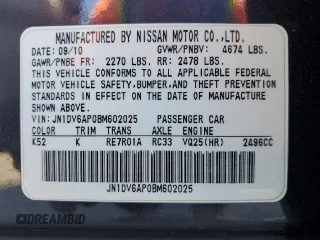 MANUFACTURED BY NISSAN MOTOR CO.,LTD.
DATE: 09/10 GVWR/PNBV: 4674 LBS.
GAWR/PNBE FR: 2270 LBS. RR: 2478 LBS.
THIS VEHICLE CONFORMS TO ALL APPLICABLE FEDERAL
MOTOR VEHICLE SAFETY,BUMPER,AND THEFT PREVENTION
STANDARDS IN EFFECT ON THE DATE OF MANUFACTURE
SHOWN ABOVE.
VIN: JN1DV6AP0BM602025 PASSENGER CAR
COLOR TRIM TRANS AXLE ENGINE
K52 K RE7R01A RC33 VQ25(HR) 2496CC
JN1DV6AP0BM602025
DREAMBID